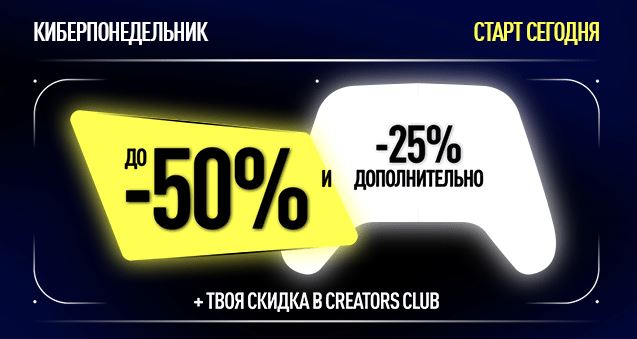 КИБЕРПОНЕДЕЛЬНИК
СТАРТ СЕГОДНЯ
ДО
-50%
И
-25%
ДОПОЛНИТЕЛЬНО
+ ТВОЯ СКИДКА В CREATORS CLUB